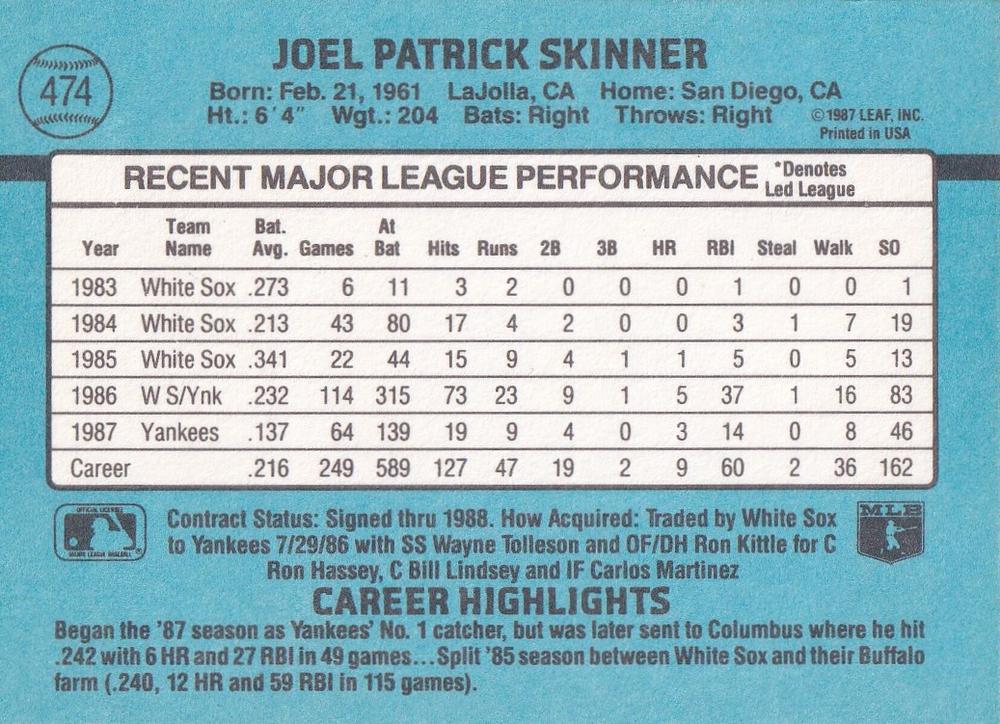 JOEL PATRICK SKINNER
474
Born: Feb. 21, 1961 LaJolla, CA Home: San Diego, CA
Ht.: 6'4" Wgt.: 204 Bats: Right Throws: Right
©1987 LEAF, INC.
Printed in USA
RECENT MAJOR LEAGUE PERFORMANCE *Denotes Led League
Year Team Name Bat. Avg. Games At Bat Hits Runs 2B 3B HR RBI Steal Walk SO
1983 White Sox .273 6 11 3 2 0 0 0 1 0 0 1
1984 White Sox .213 43 80 17 4 2 0 0 3 1 7 19
1985 White Sox .341 22 44 15 9 4 1 1 5 0 5 13
1986 W S/Ynk .232 114 315 73 23 9 1 5 37 1 16 83
1987 Yankees .137 64 139 19 9 4 0 3 14 0 8 46
Career .216 249 589 127 47 19 2 9 60 2 36 162
OFFICIAL LICENSEE
MAJOR LEAGUE BASEBALL
MLB
Contract Status: Signed thru 1988. How Acquired: Traded by White Sox
to Yankees 7/29/86 with SS Wayne Tolleson and OF/DH Ron Kittle for C
Ron Hassey, C Bill Lindsey and IF Carlos Martinez
CAREER HIGHLIGHTS
Began the '87 season as Yankees' No. 1 catcher, but was later sent to Columbus where he hit
.242 with 6 HR and 27 RBI in 49 games...Split '85 season between White Sox and their Buffalo
farm (.240, 12 HR and 59 RBI in 115 games).